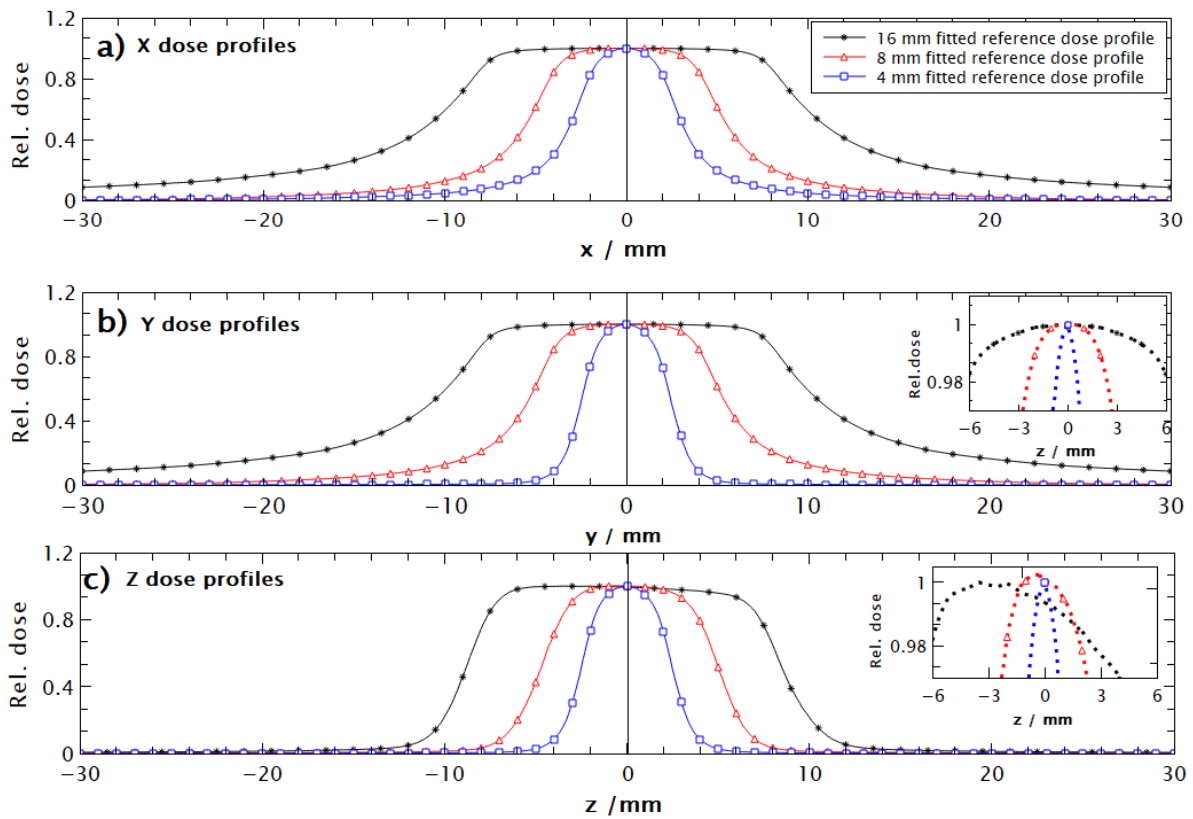 a) X dose profiles
16 mm fitted reference dose profile
8 mm fitted reference dose profile
4 mm fitted reference dose profile
Rel. dose
1.2
0.8
0.4
0
−30 −20 −10 0 10 20 30
x / mm
b) Y dose profiles
Rel. dose
1.2
0.8
0.4
0
−30 −20 −10 0 10 20 30
y / mm
Rel.dose
1
0.98
−6 −3 0 3 6
z / mm
c) Z dose profiles
Rel. dose
1.2
0.8
0.4
0
−30 −20 −10 0 10 20 30
z /mm
Rel. dose
1
0.98
−6 −3 0 3 6
z / mm